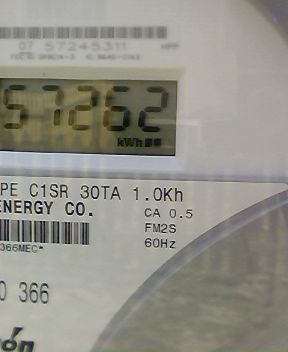 07 57245311
57262
kWh
PE C1SR 30TA 1.0Kh
ENERGY CO.
CA 0.5
FM2S
366MEC*
60Hz
0 366
ón